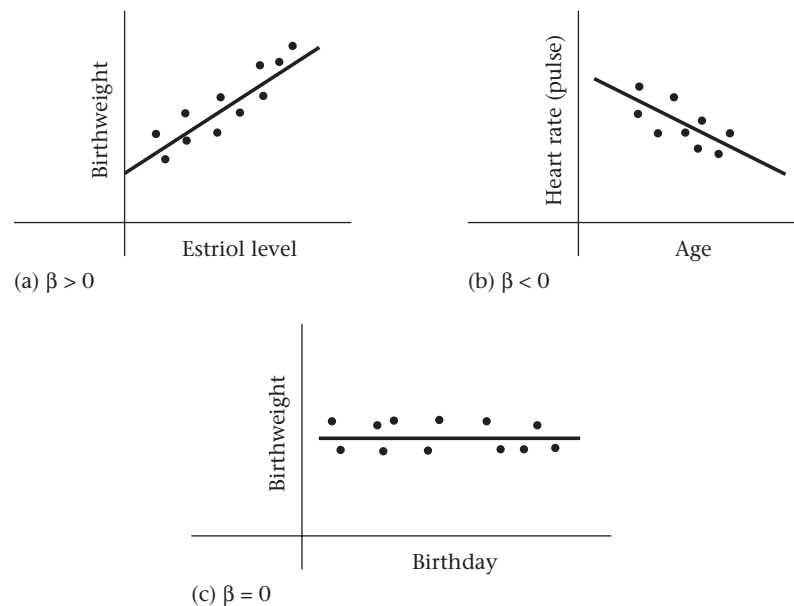 Birthweight
Estriol level
(a) β > 0
Heart rate (pulse)
Age
(b) β < 0
Birthweight
Birthday
(c) β = 0